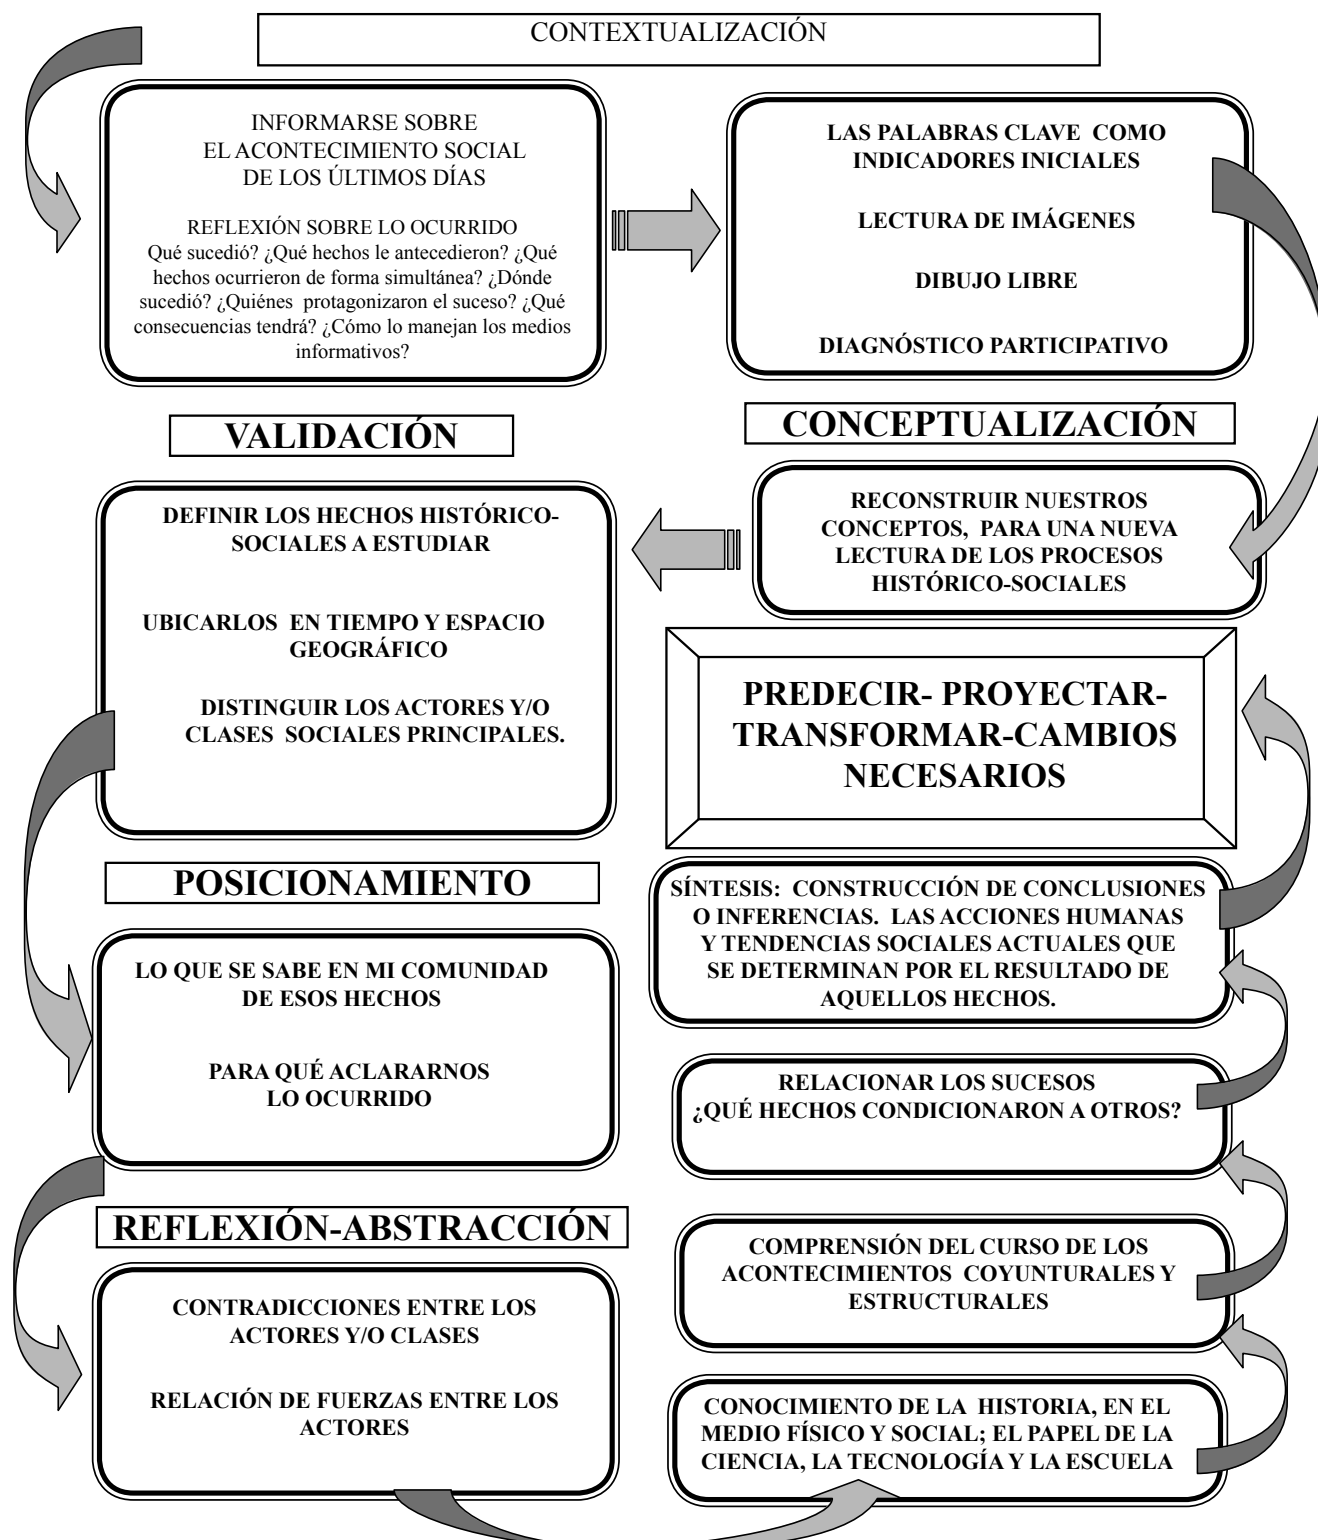 CONTEXTUALIZACIÓN
INFORMARSE SOBRE
EL ACONTECIMIENTO SOCIAL
DE LOS ÚLTIMOS DÍAS
REFLEXIÓN SOBRE LO OCURRIDO
Qué sucedió? ¿Qué hechos le antecedieron? ¿Qué
hechos ocurrieron de forma simultánea? ¿Dónde
sucedió? ¿Quiénes protagonizaron el suceso? ¿Qué
consecuencias tendrá? ¿Cómo lo manejan los medios
informativos?
LAS PALABRAS CLAVE COMO
INDICADORES INICIALES
LECTURA DE IMÁGENES
DIBUJO LIBRE
DIAGNÓSTICO PARTICIPATIVO
CONCEPTUALIZACIÓN
RECONSTRUIR NUESTROS
CONCEPTOS, PARA UNA NUEVA
LECTURA DE LOS PROCESOS
HISTÓRICO-SOCIALES
VALIDACIÓN
DEFINIR LOS HECHOS HISTÓRICO-
SOCIALES A ESTUDIAR
UBICARLOS EN TIEMPO Y ESPACIO
GEOGRÁFICO
DISTINGUIR LOS ACTORES Y/O
CLASES SOCIALES PRINCIPALES.
POSICIONAMIENTO
LO QUE SE SABE EN MI COMUNIDAD
DE ESOS HECHOS
PARA QUÉ ACLARARNOS
LO OCURRIDO
REFLEXIÓN-ABSTRACCIÓN
CONTRADICCIONES ENTRE LOS
ACTORES Y/O CLASES
RELACIÓN DE FUERZAS ENTRE LOS
ACTORES
CONOCIMIENTO DE LA HISTORIA, EN EL
MEDIO FÍSICO Y SOCIAL; EL PAPEL DE LA
CIENCIA, LA TECNOLOGÍA Y LA ESCUELA
COMPRENSIÓN DEL CURSO DE LOS
ACONTECIMIENTOS COYUNTURALES Y
ESTRUCTURALES
RELACIONAR LOS SUCESOS
¿QUÉ HECHOS CONDICIONARON A OTROS?
SÍNTESIS: CONSTRUCCIÓN DE CONCLUSIONES
O INFERENCIAS. LAS ACCIONES HUMANAS
Y TENDENCIAS SOCIALES ACTUALES QUE
SE DETERMINAN POR EL RESULTADO DE
AQUELLOS HECHOS.
PREDECIR- PROYECTAR-
TRANSFORMAR-CAMBIOS
NECESARIOS